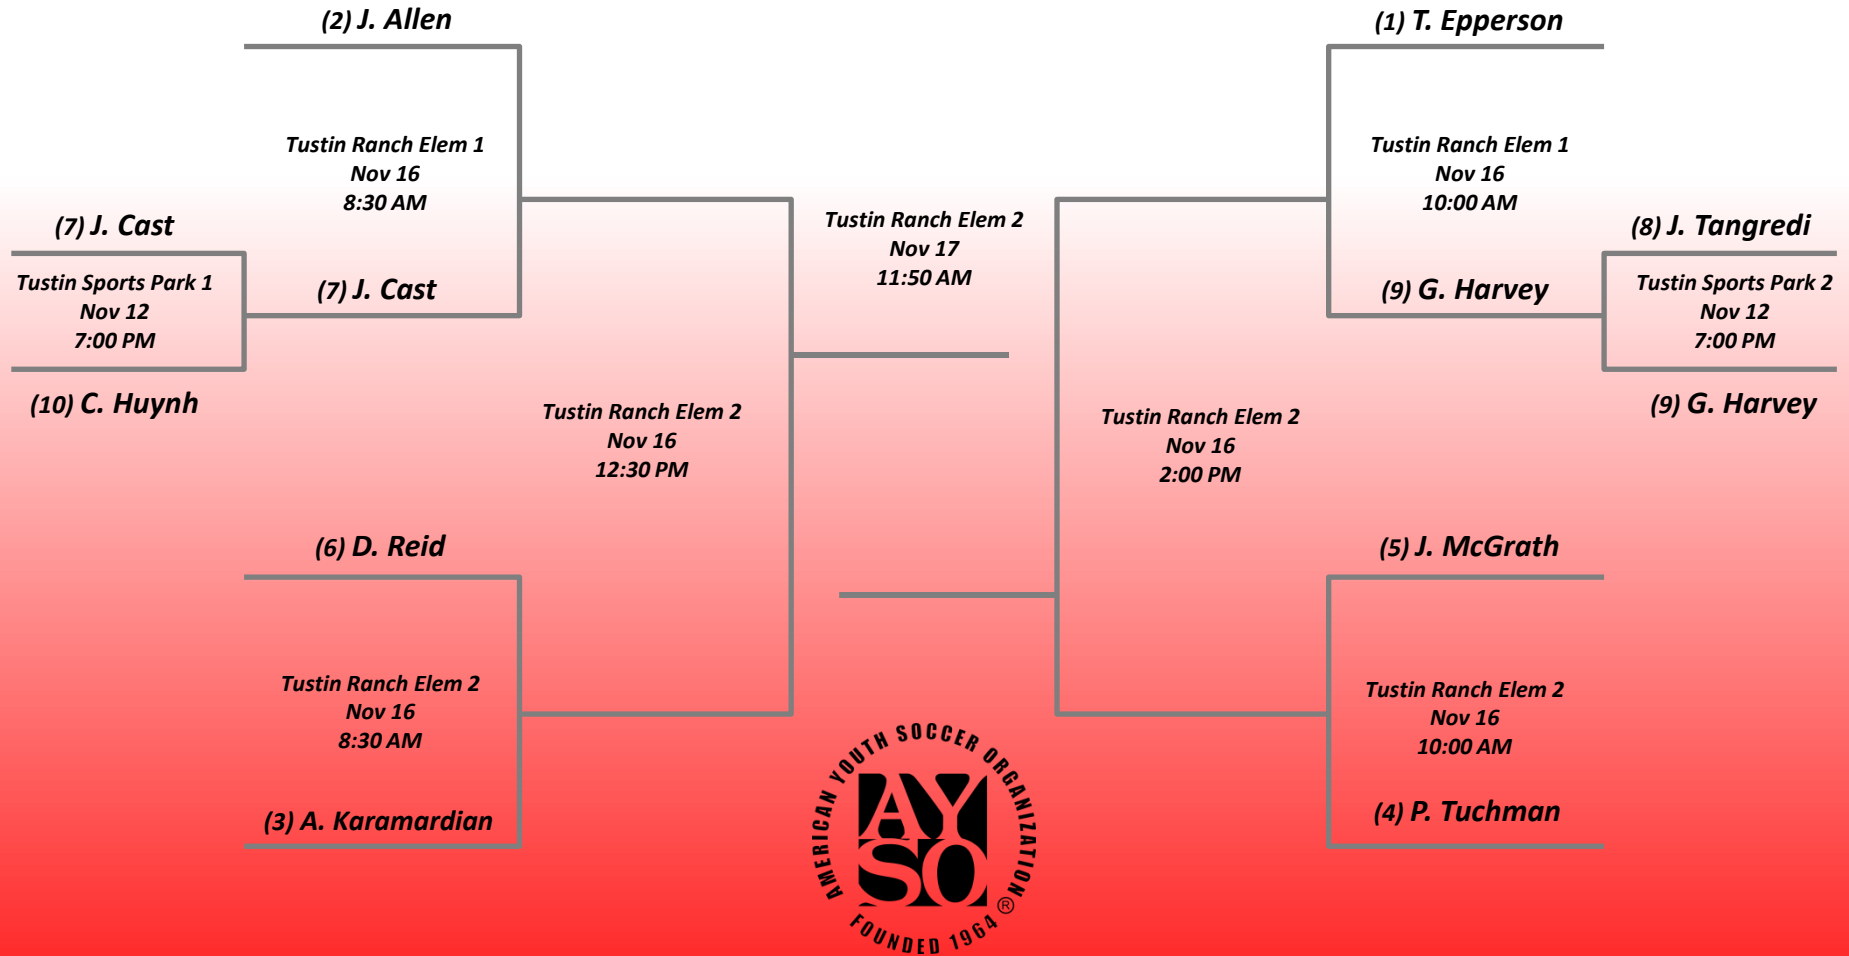 (2) J. Allen
(1) T. Epperson
Tustin Ranch Elem 1
Nov 16
8:30 AM
Tustin Ranch Elem 1
Nov 16
10:00 AM
(7) J. Cast
Tustin Sports Park 1
Nov 12
7:00 PM
(10) C. Huynh
(7) J. Cast
Tustin Ranch Elem 2
Nov 17
11:50 AM
(9) G. Harvey
(8) J. Tangredi
Tustin Sports Park 2
Nov 12
7:00 PM
(9) G. Harvey
Tustin Ranch Elem 2
Nov 16
12:30 PM
Tustin Ranch Elem 2
Nov 16
2:00 PM
(6) D. Reid
(5) J. McGrath
Tustin Ranch Elem 2
Nov 16
8:30 AM
Tustin Ranch Elem 2
Nov 16
10:00 AM
(3) A. Karamardian
(4) P. Tuchman
AMERICAN YOUTH SOCCER ORGANIZATION
AY
SO
®
FOUNDED 1964